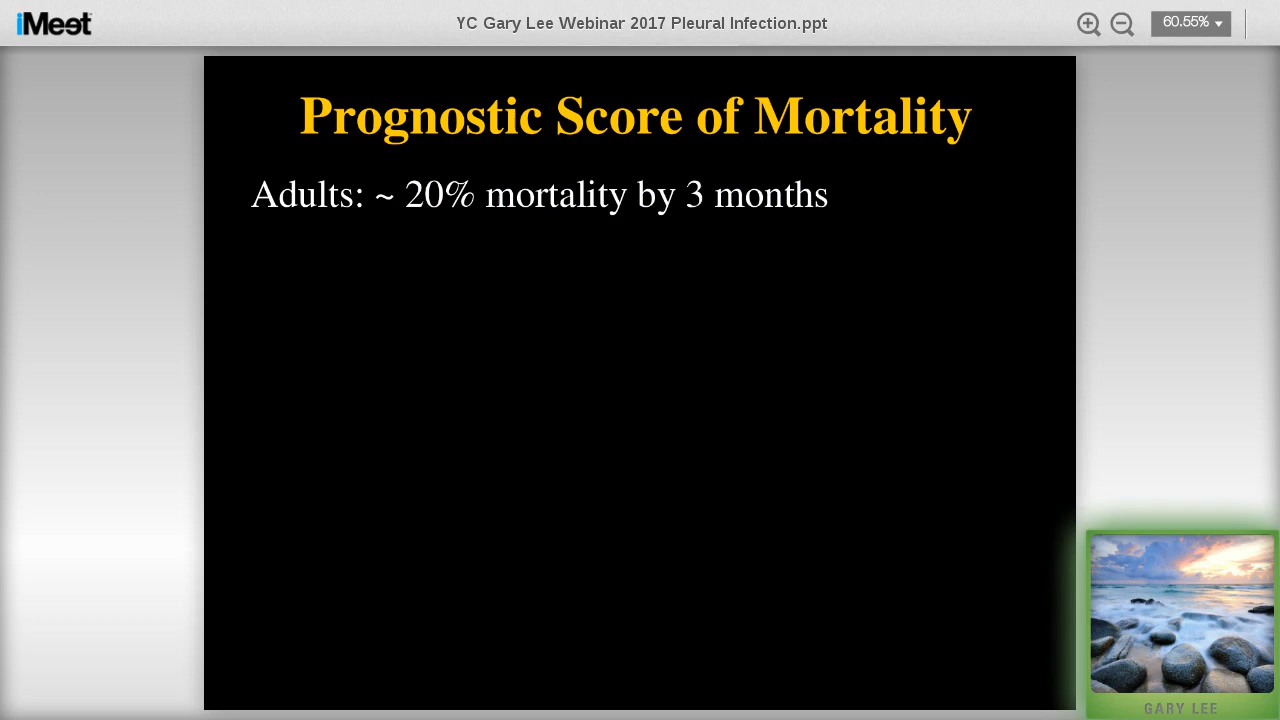 iMeet
YC Gary Lee Webinar 2017 Pleural Infection.ppt
60.55%
Prognostic Score of Mortality
Adults: ~ 20% mortality by 3 months
GARY LEE